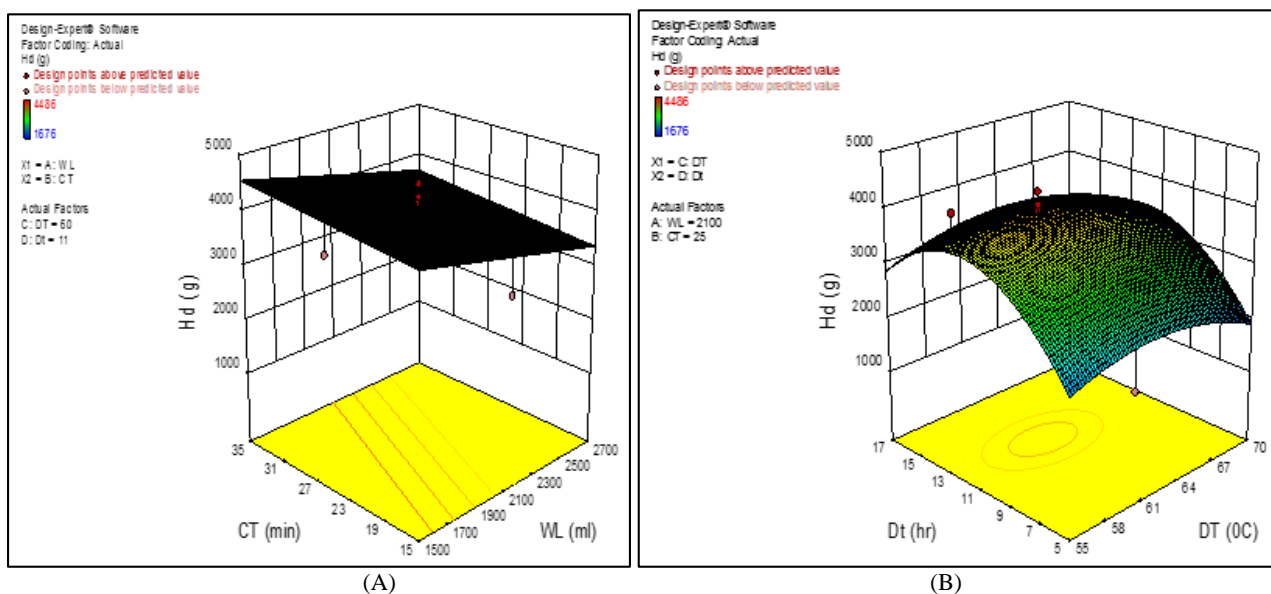 Design-Expert® Software
Factor Coding: Actual
Hd (g)
Design points above predicted value
Design points below predicted value
4486
1676
X1 = A: WL
X2 = B: CT
Actual Factors
C: DT = 60
D: Dt = 11
5000
4000
3000
2000
1000
Hd (g)
35
31
27
23
19
15
CT (min)
1500
1700
1900
2100
2300
2500
2700
WL (ml)
(A)
Design-Expert® Software
Factor Coding: Actual
Hd (g)
Design points above predicted value
Design points below predicted value
4486
1676
X1 = C: DT
X2 = D: Dt
Actual Factors
A: WL = 2100
B: CT = 25
5000
4000
3000
2000
1000
Hd (g)
17
15
13
11
9
7
5
Dt (hr)
55
58
61
64
67
70
DT (0C)
(B)